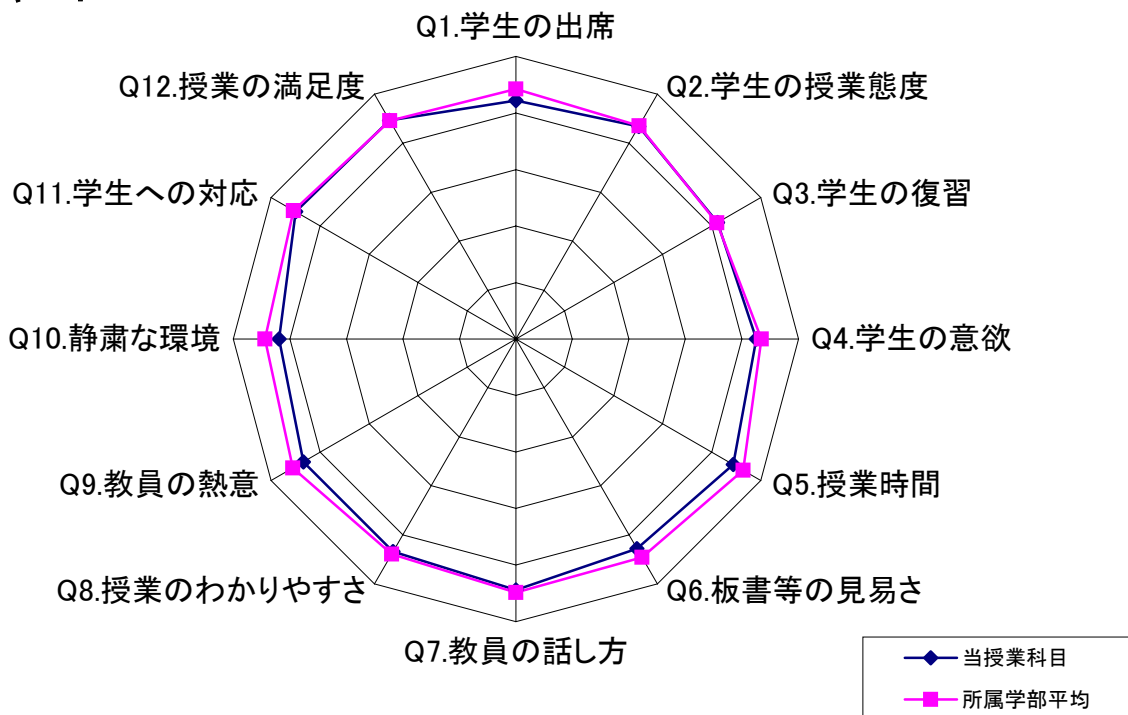 Q1.学生の出席
Q2.学生の授業態度
Q3.学生の復習
Q4.学生の意欲
Q5.授業時間
Q6.板書等の見易さ
Q7.教員の話し方
Q8.授業のわかりやすさ
Q9.教員の熱意
Q10.静粛な環境
Q11.学生への対応
Q12.授業の満足度
当授業科目
所属学部平均